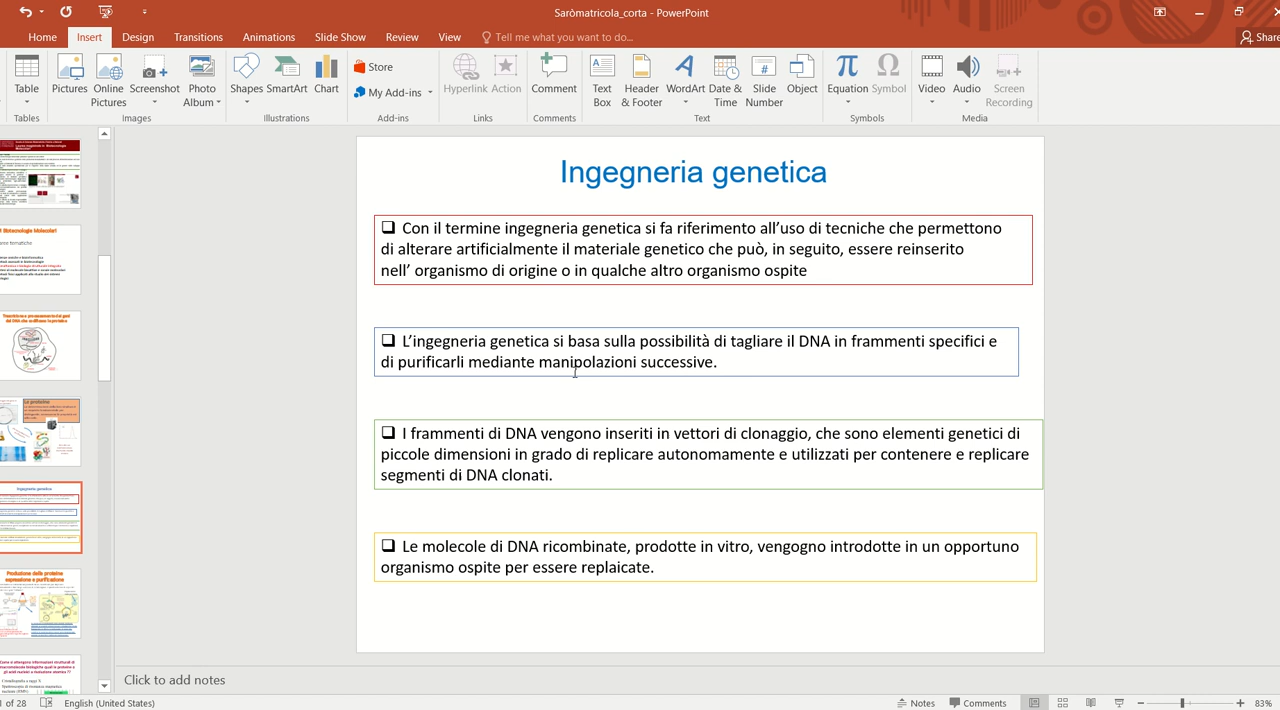 Saròmatricola_corta - PowerPoint
Home Insert Design Transitions Animations Slide Show Review View Tell me what you want to do... Share
Table Pictures Online Pictures Screenshot Photo Album Shapes SmartArt Chart Store My Add-ins Hyperlink Action Comment Text Box Header & Footer WordArt Date & Time Slide Number Object Equation Symbol Video Audio Screen Recording
Tables Images Illustrations Add-ins Links Comments Text Symbols Media
Ingegneria genetica
Con il termine ingegneria genetica si fa riferimento all’uso di tecniche che permettono
di alterare artificialmente il materiale genetico che può, in seguito, essere reinserito
nell’ organismo di origine o in qualche altro organismo ospite
L’ingegneria genetica si basa sulla possibilità di tagliare il DNA in frammenti specifici e
di purificarli mediante manipolazioni successive.
I frammenti di DNA vengono inseriti in vettori di clonaggio, che sono elementi genetici di
piccole dimensioni in grado di replicare autonomamente e utilizzati per contenere e replicare
segmenti di DNA clonati.
Le molecole di DNA ricombinate, prodotte in vitro, vengogno introdotte in un opportuno
organismo ospite per essere replaicate.
Click to add notes
of 28 English (United States) Notes Comments 83%